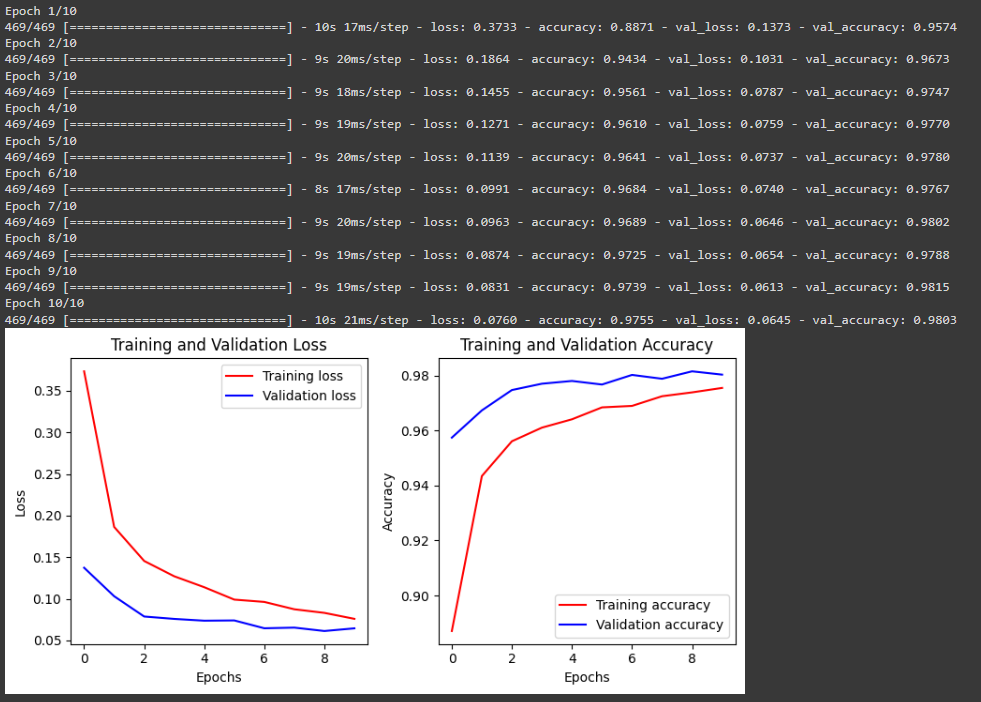 Epoch 1/10
469/469 [==============================] - 10s 17ms/step - loss: 0.3733 - accuracy: 0.8871 - val_loss: 0.1373 - val_accuracy: 0.9574
Epoch 2/10
469/469 [==============================] - 9s 20ms/step - loss: 0.1864 - accuracy: 0.9434 - val_loss: 0.1031 - val_accuracy: 0.9673
Epoch 3/10
469/469 [==============================] - 9s 18ms/step - loss: 0.1455 - accuracy: 0.9561 - val_loss: 0.0787 - val_accuracy: 0.9747
Epoch 4/10
469/469 [==============================] - 9s 19ms/step - loss: 0.1271 - accuracy: 0.9610 - val_loss: 0.0759 - val_accuracy: 0.9770
Epoch 5/10
469/469 [==============================] - 9s 20ms/step - loss: 0.1139 - accuracy: 0.9641 - val_loss: 0.0737 - val_accuracy: 0.9780
Epoch 6/10
469/469 [==============================] - 8s 17ms/step - loss: 0.0991 - accuracy: 0.9684 - val_loss: 0.0740 - val_accuracy: 0.9767
Epoch 7/10
469/469 [==============================] - 9s 20ms/step - loss: 0.0963 - accuracy: 0.9689 - val_loss: 0.0646 - val_accuracy: 0.9802
Epoch 8/10
469/469 [==============================] - 9s 19ms/step - loss: 0.0874 - accuracy: 0.9725 - val_loss: 0.0654 - val_accuracy: 0.9788
Epoch 9/10
469/469 [==============================] - 9s 19ms/step - loss: 0.0831 - accuracy: 0.9739 - val_loss: 0.0613 - val_accuracy: 0.9815
Epoch 10/10
469/469 [==============================] - 10s 21ms/step - loss: 0.0760 - accuracy: 0.9755 - val_loss: 0.0645 - val_accuracy: 0.9803
Training and Validation Loss
Training loss
Validation loss
0.35
0.30
0.25
0.20
0.15
0.10
0.05
Loss
0 2 4 6 8
Epochs
Training and Validation Accuracy
0.98
0.96
0.94
0.92
0.90
Accuracy
Training accuracy
Validation accuracy
0 2 4 6 8
Epochs